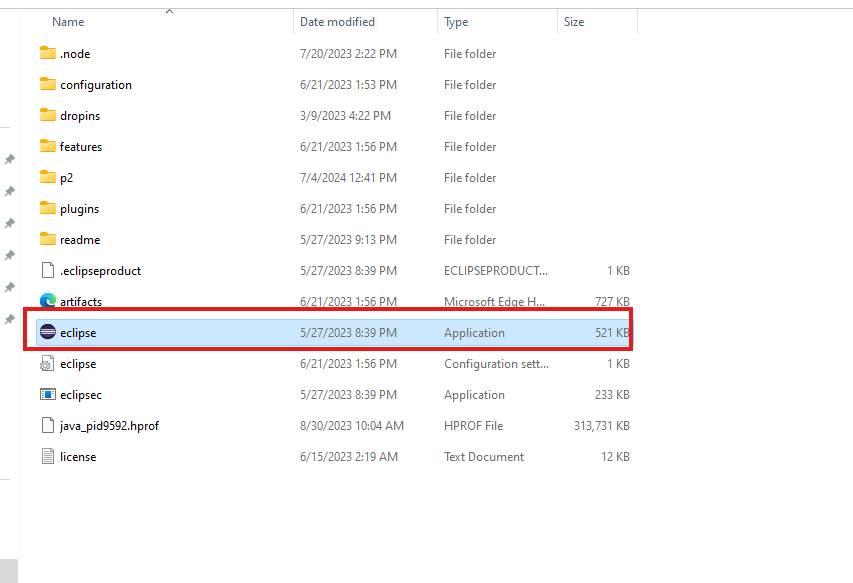 Name Date modified Type Size
.node 7/20/2023 2:22 PM File folder
configuration 6/21/2023 1:53 PM File folder
dropins 3/9/2023 4:22 PM File folder
features 6/21/2023 1:56 PM File folder
p2 7/4/2024 12:41 PM File folder
plugins 6/21/2023 1:56 PM File folder
readme 5/27/2023 9:13 PM File folder
.eclipseproduct 5/27/2023 8:39 PM ECLIPSEPRODUCT... 1 KB
artifacts 6/21/2023 1:56 PM Microsoft Edge H... 727 KB
eclipse 5/27/2023 8:39 PM Application 521 KB
eclipse 6/21/2023 1:56 PM Configuration sett... 1 KB
eclipsec 5/27/2023 8:39 PM Application 233 KB
java_pid9592.hprof 8/30/2023 10:04 AM HPROF File 313,731 KB
license 6/15/2023 2:19 AM Text Document 12 KB